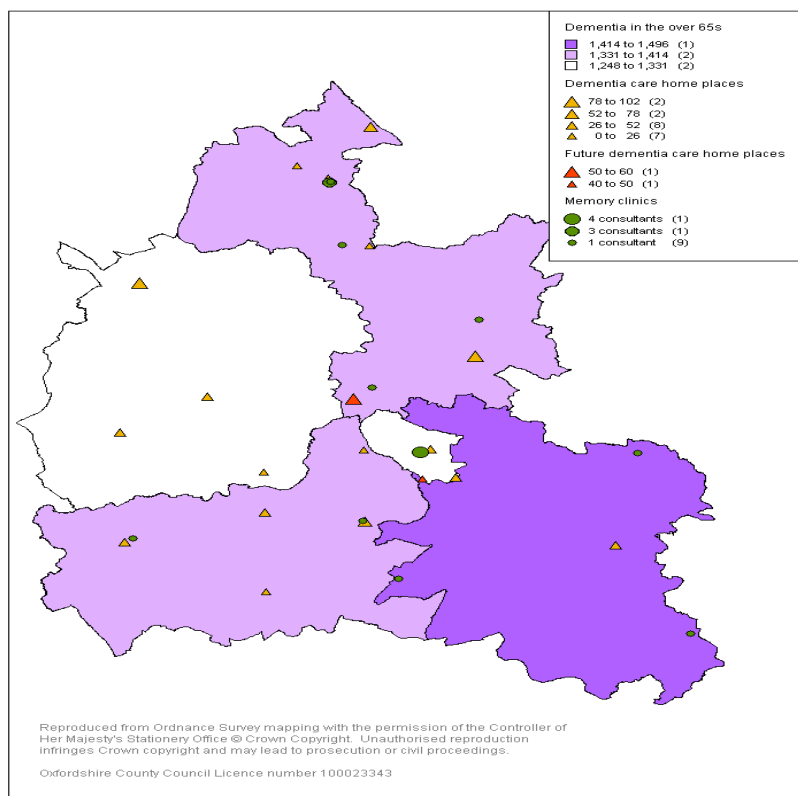 Dementia in the over 65s
1,414 to 1,496 (1)
1,331 to 1,414 (2)
1,248 to 1,331 (2)
Dementia care home places
78 to 102 (2)
52 to 78 (2)
26 to 52 (8)
0 to 26 (7)
Future dementia care home places
50 to 60 (1)
40 to 50 (1)
Memory clinics
4 consultants (1)
3 consultants (1)
1 consultant (9)
Reproduced from Ordnance Survey mapping with the permission of the Controller of
Her Majesty's Stationery Office © Crown Copyright. Unauthorised reproduction
infringes Crown copyright and may lead to prosecution or civil proceedings.
Oxfordshire County Council Licence number 100023343